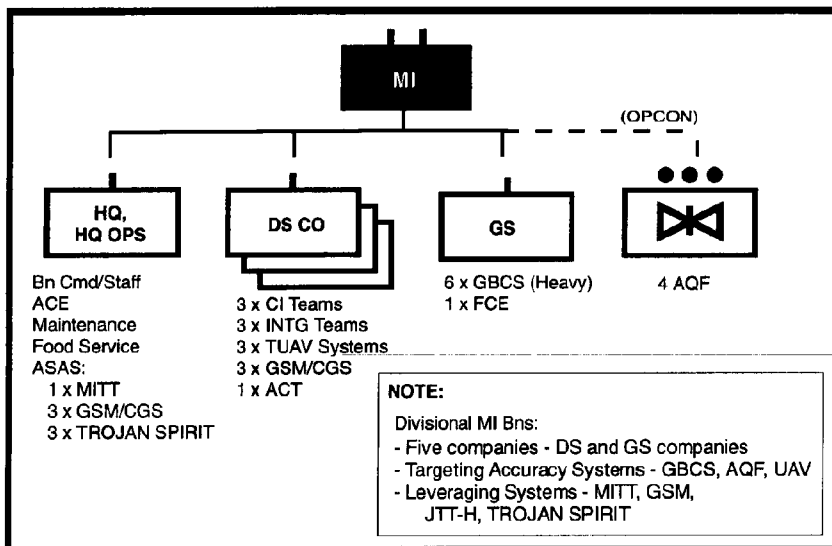 MI
(OPCON)
HQ,
HQ OPS
DS CO
GS
Bn Cmd/Staff
ACE
Maintenance
Food Service
ASAS:
1 x MITT
3 x GSM/CGS
3 x TROJAN SPIRIT
3 x CI Teams
3 x INTG Teams
3 x TUAV Systems
3 x GSM/CGS
1 x ACT
6 x GBCS (Heavy)
1 x FCE
4 AQF
NOTE:
Divisional MI Bns:
- Five companies - DS and GS companies
- Targeting Accuracy Systems - GBCS, AQF, UAV
- Leveraging Systems - MITT, GSM,
JTT-H, TROJAN SPIRIT